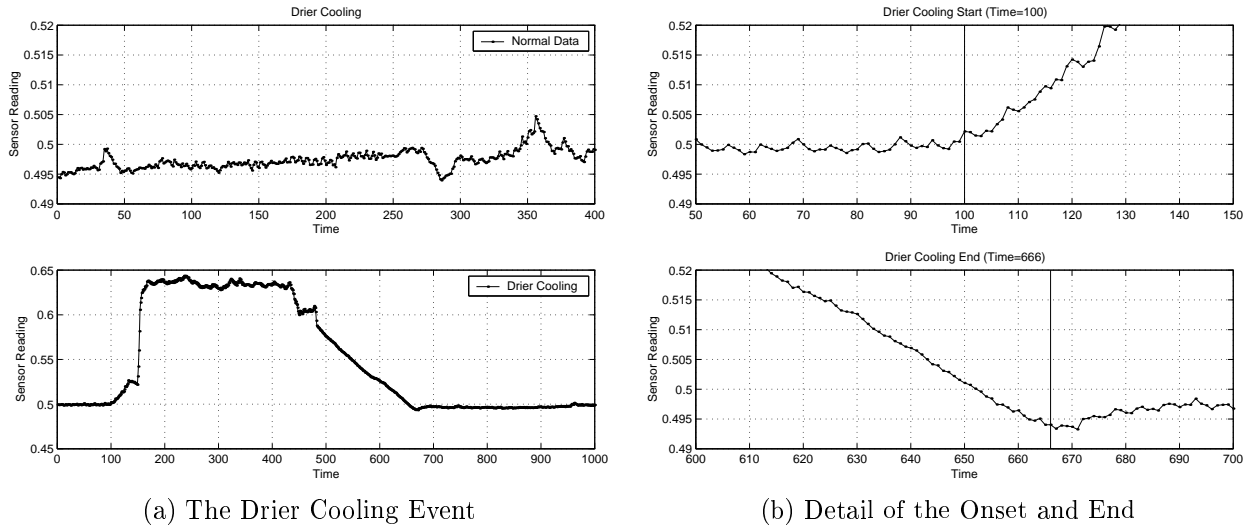 Drier Cooling
0.52
0.515
0.51
0.505
0.5
0.495
0.49
Sensor Reading
Normal Data
0 50 100 150 200 250 300 350 400
Time
0.65
0.6
0.55
0.5
0.45
Sensor Reading
Drier Cooling
0 100 200 300 400 500 600 700 800 900 1000
Time
(a) The Drier Cooling Event
Drier Cooling Start (Time=100)
0.52
0.515
0.51
0.505
0.5
0.495
0.49
Sensor Reading
50 60 70 80 90 100 110 120 130 140 150
Time
Drier Cooling End (Time=666)
0.52
0.515
0.51
0.505
0.5
0.495
0.49
Sensor Reading
600 610 620 630 640 650 660 670 680 690 700
Time
(b) Detail of the Onset and End